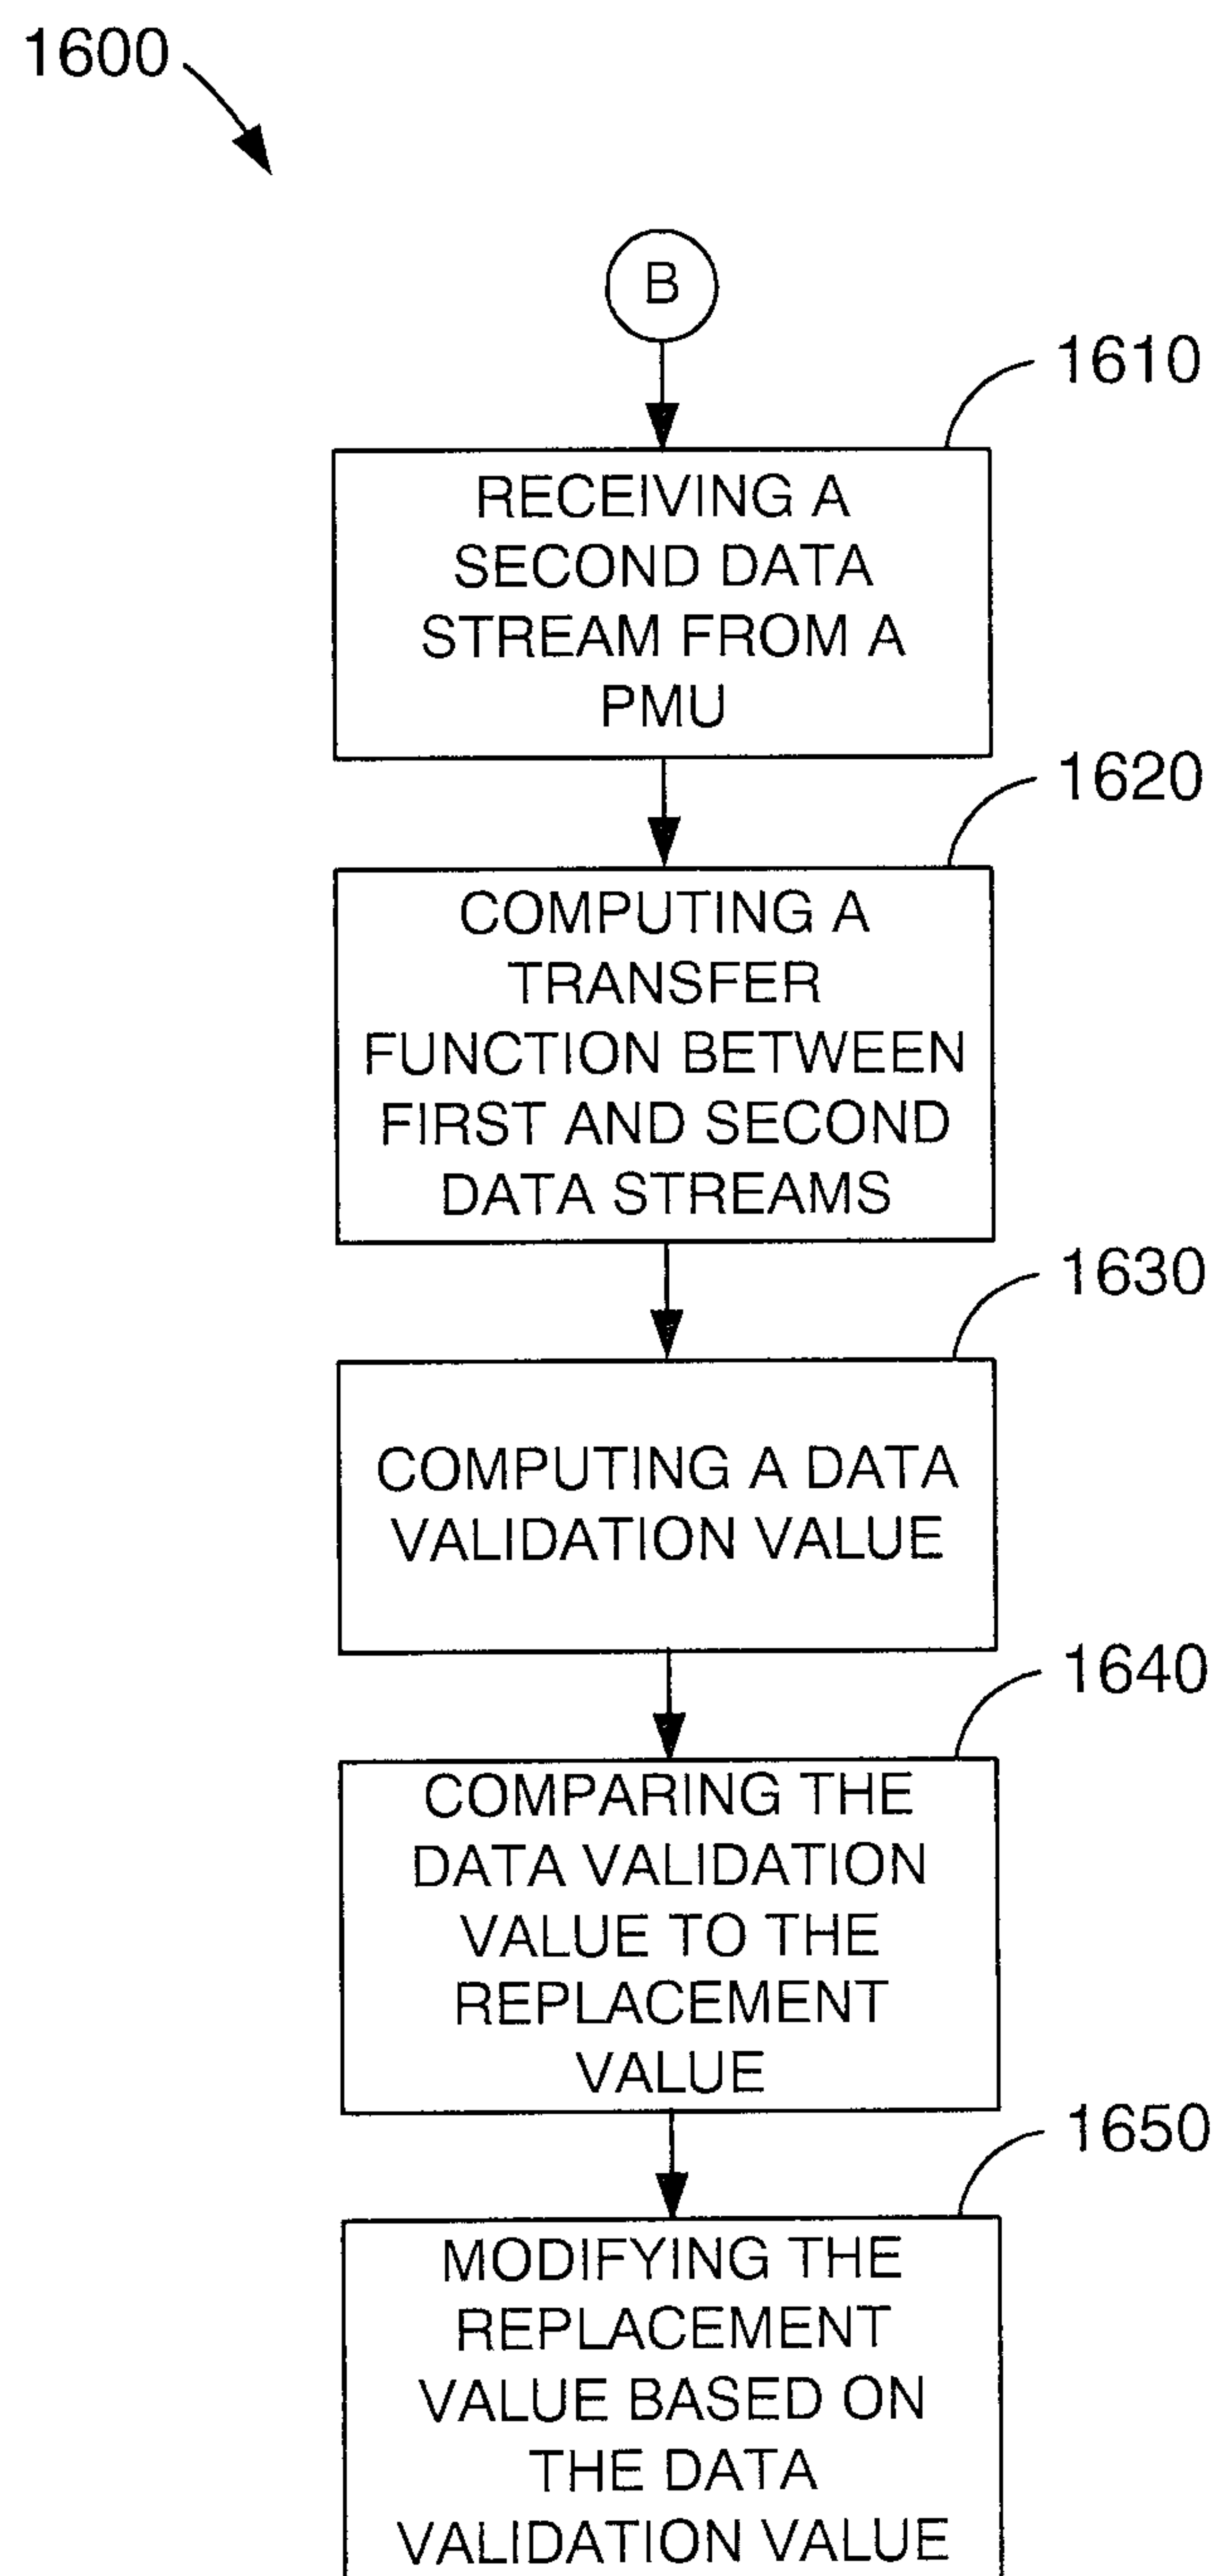 1600
B
1610
RECEIVING A
SECOND DATA
STREAM FROM A
PMU
1620
COMPUTING A
TRANSFER
FUNCTION BETWEEN
FIRST AND SECOND
DATA STREAMS
1630
COMPUTING A DATA
VALIDATION VALUE
1640
COMPARING THE
DATA VALIDATION
VALUE TO THE
REPLACEMENT
VALUE
1650
MODIFYING THE
REPLACEMENT
VALUE BASED ON
THE DATA
VALIDATION VALUE